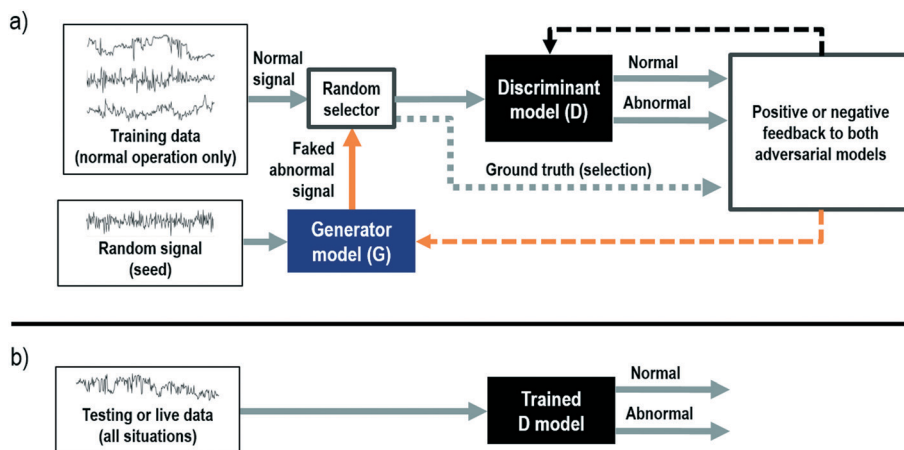 a)
Training data
(normal operation only)
Normal
signal
Random
selector
Discriminant
model (D)
Normal
Abnormal
Positive or negative
feedback to both
adversarial models
Faked
abnormal
signal
Ground truth (selection)
Random signal
(seed)
Generator
model (G)
b)
Testing or live data
(all situations)
Trained
D model
Normal
Abnormal